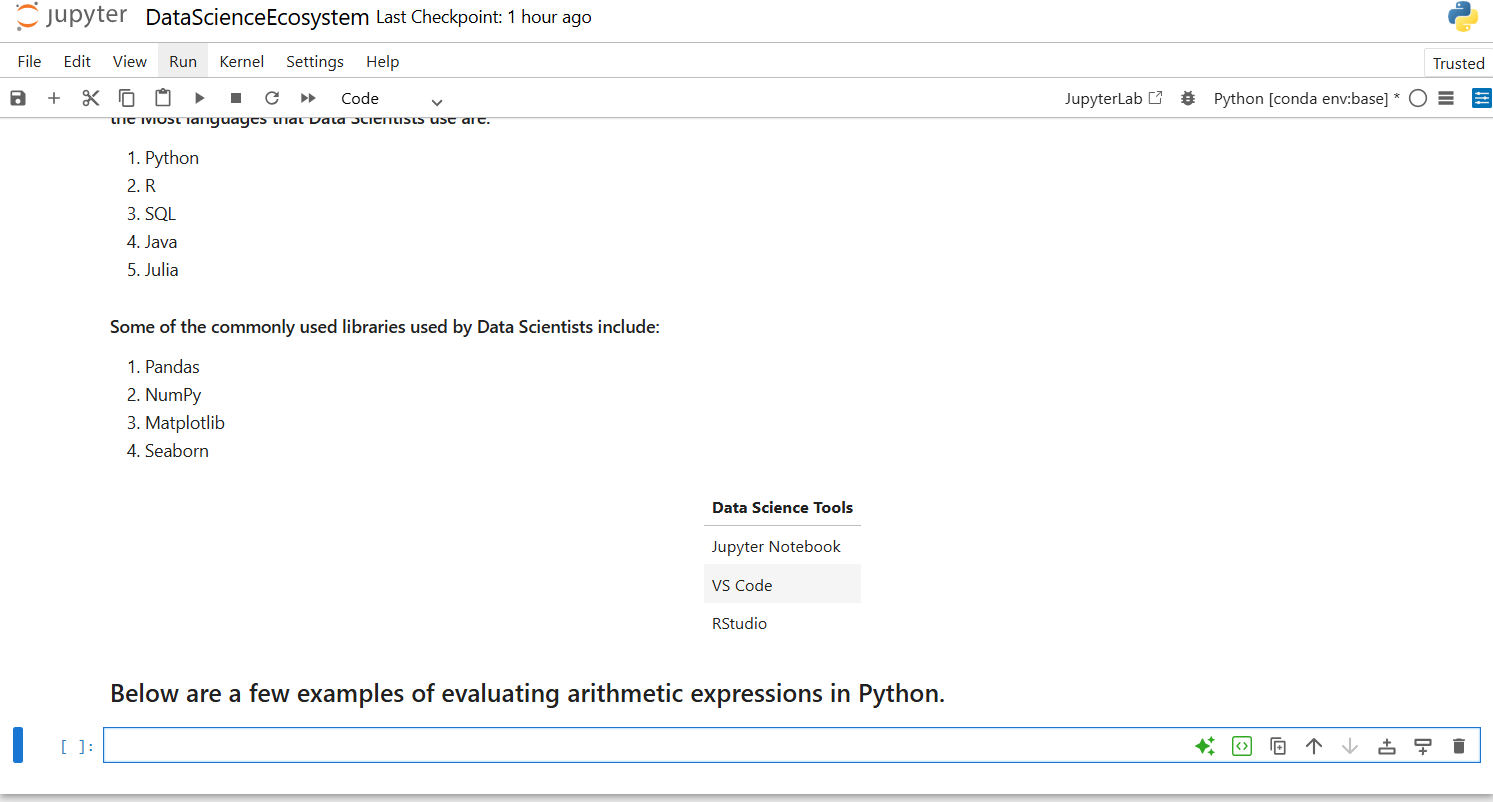 jupyter DataScienceEcosystem Last Checkpoint: 1 hour ago
File Edit View Run Kernel Settings Help
Trusted
Code
JupyterLab Python [conda env:base] *
the Most languages that Data Scientists use are:
1. Python
2. R
3. SQL
4. Java
5. Julia
Some of the commonly used libraries used by Data Scientists include:
1. Pandas
2. NumPy
3. Matplotlib
4. Seaborn
Data Science Tools
Jupyter Notebook
VS Code
RStudio
Below are a few examples of evaluating arithmetic expressions in Python.
[ ]: